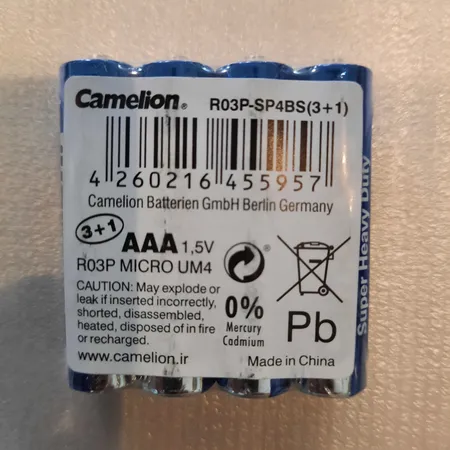 Camelion®
R03P-SP4BS(3+1)
4 260216 455957
Camelion Batterien GmbH Berlin Germany
3+1
AAA 1,5V
R03P MICRO UM4
CAUTION: May explode or
leak if inserted incorrectly,
shorted, disassembled,
heated, disposed of in fire
or recharged.
www.camelion.ir
0%
Mercury
Cadmium
Pb
Made in China
Super Heavy Duty